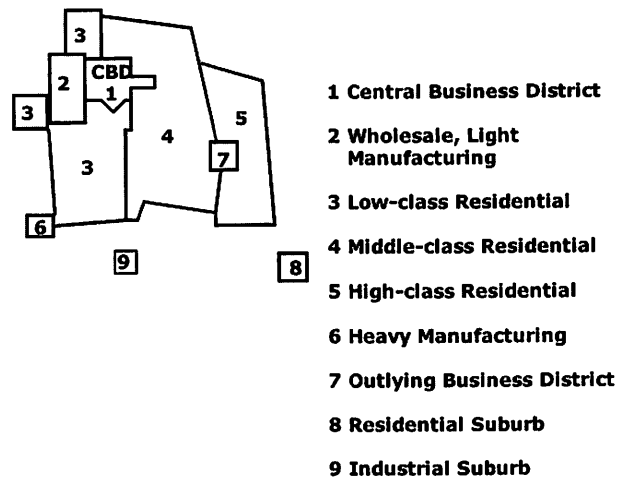 3
CBD
2
1
3
5
4
7
3
6
9
8
1 Central Business District
2 Wholesale, Light
Manufacturing
3 Low-class Residential
4 Middle-class Residential
5 High-class Residential
6 Heavy Manufacturing
7 Outlying Business District
8 Residential Suburb
9 Industrial Suburb